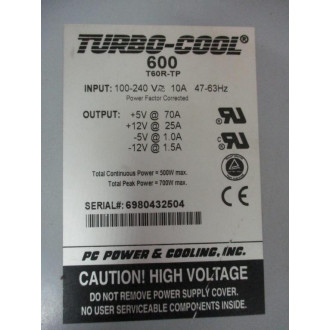 TURBO-COOL®
600
T60R-TP
INPUT: 100-240 V≂ 10A 47-63Hz
Power Factor Corrected
OUTPUT: +5V @ 70A
+12V @ 25A
-5V @ 1.0A
-12V @ 1.5A
Total Continuous Power = 500W max.
Total Peak Power = 700W max.
SERIAL#: 6980432504
PC POWER & COOLING, INC.
CAUTION! HIGH VOLTAGE
DO NOT REMOVE POWER SUPPLY COVER.
NO USER SERVICEABLE COMPONENTS INSIDE.